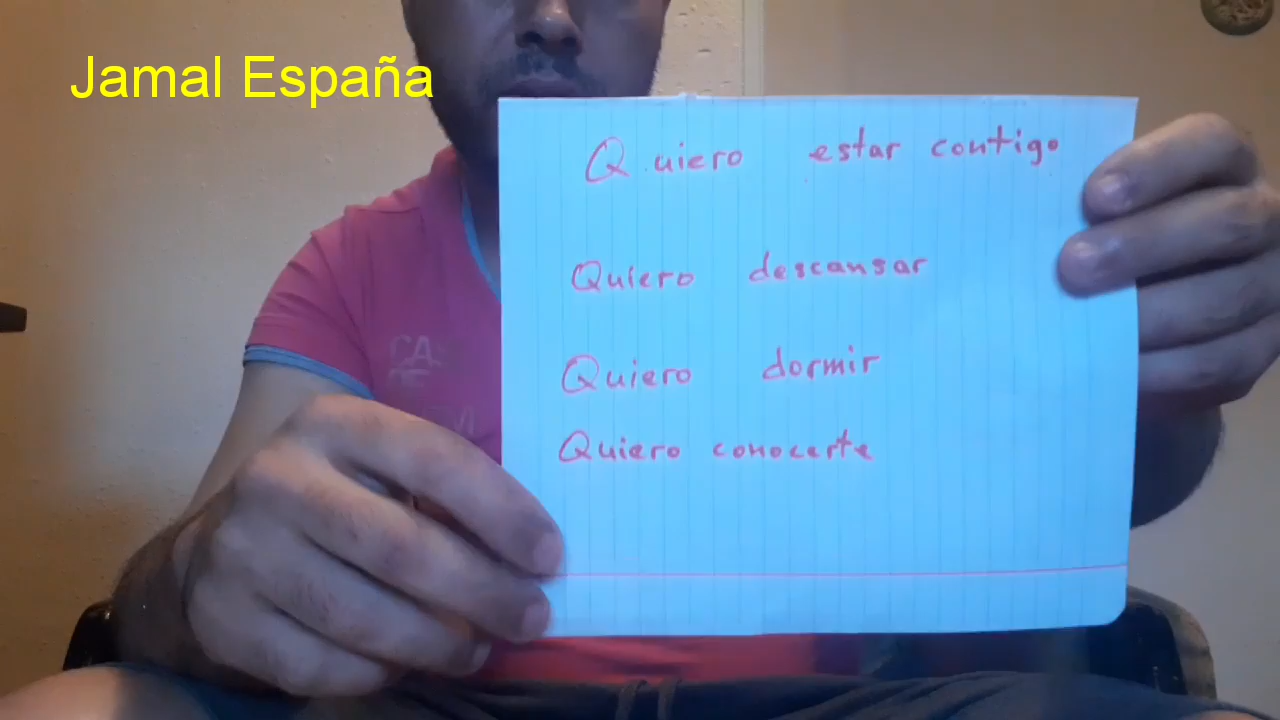 Jamal España
Quiero estar contigo
Quiero descansar
Quiero dormir
Quiero conocerte